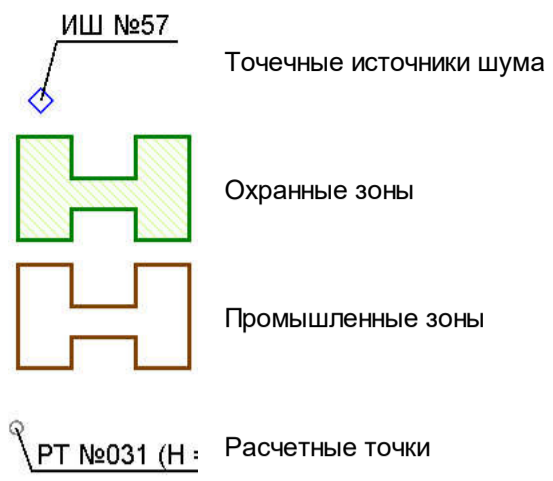 ИШ №57
Точечные источники шума
Охранные зоны
Промышленные зоны
РТ №031 (Н =
Расчетные точки